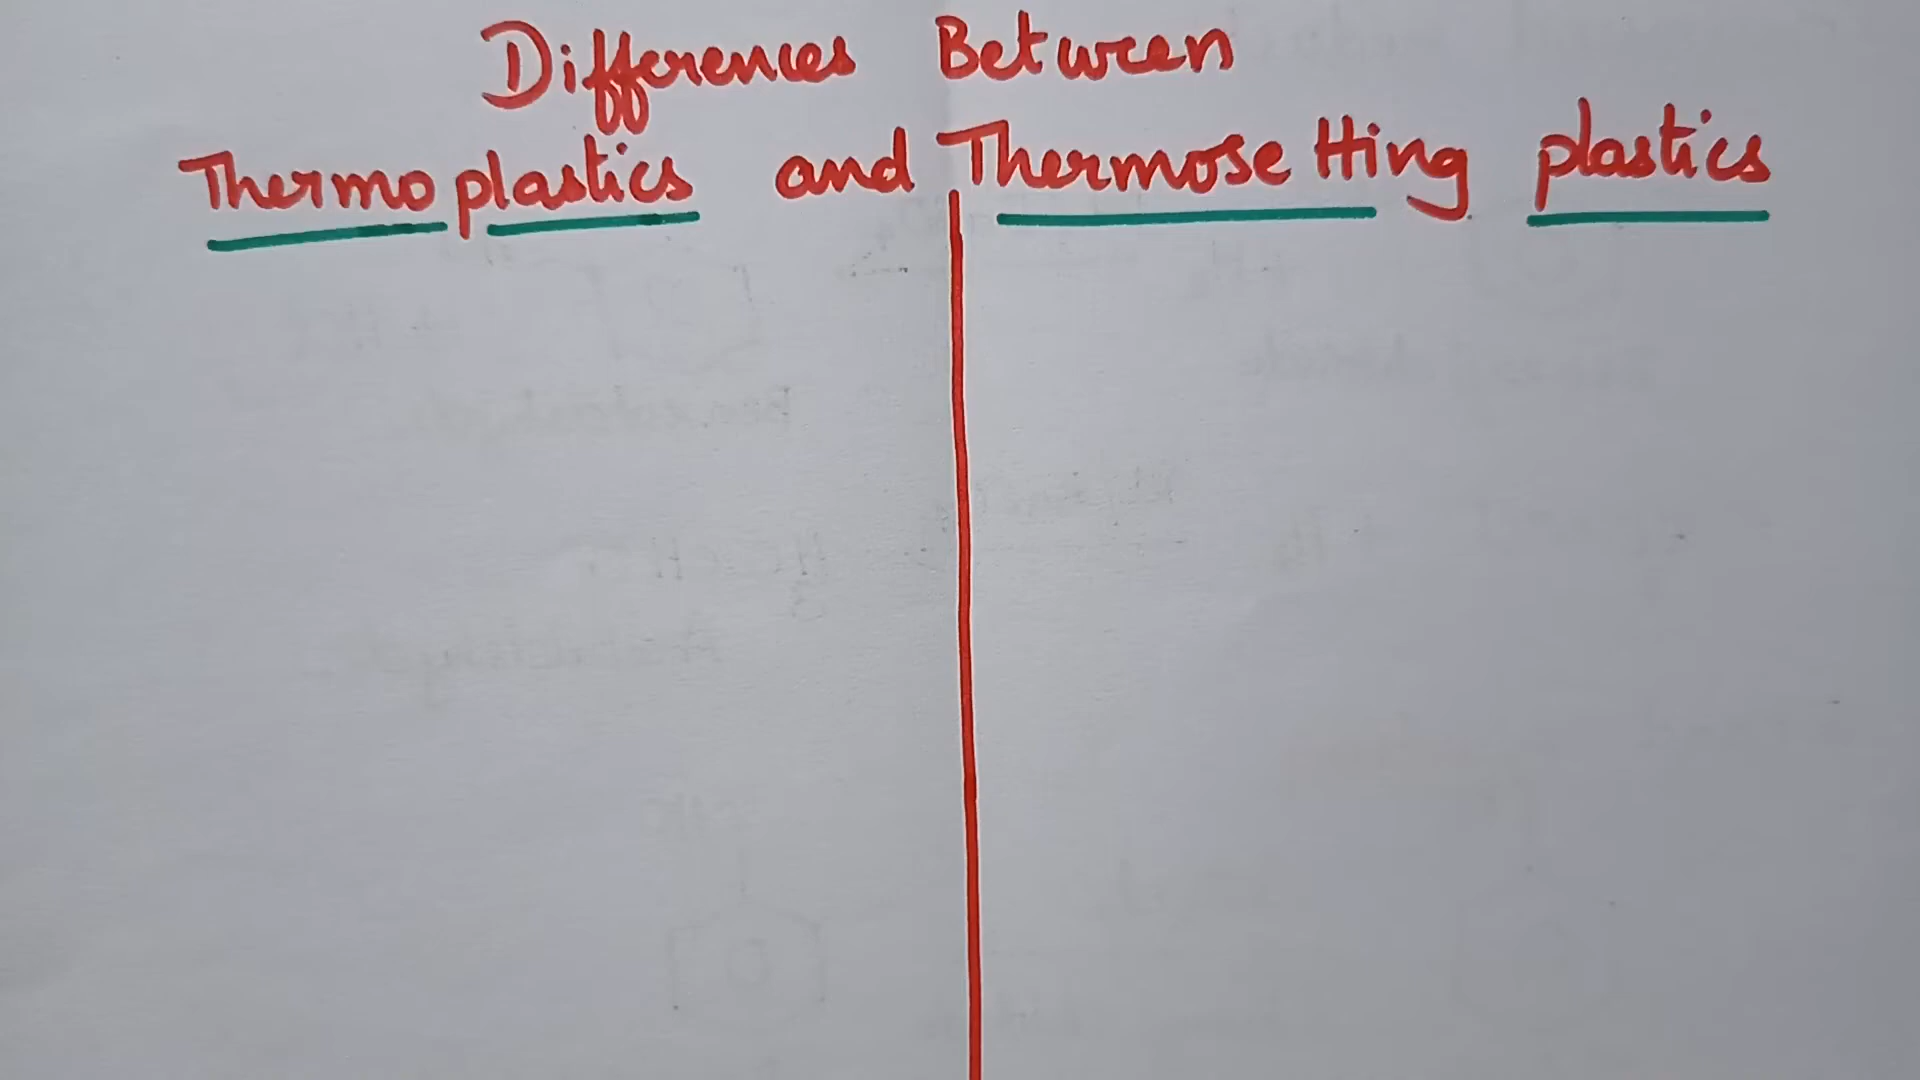 Differences Between
Thermoplastics and Thermosetting plastics